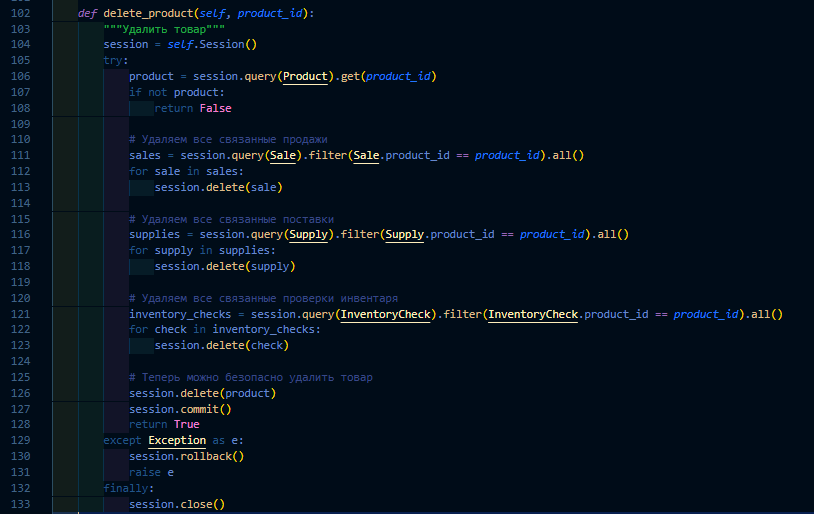 102 def delete_product(self, product_id):
103 """Удалить товар"""
104 session = self.Session()
105 try:
106 product = session.query(Product).get(product_id)
107 if not product:
108 return False
109
110 # Удаляем все связанные продажи
111 sales = session.query(Sale).filter(Sale.product_id == product_id).all()
112 for sale in sales:
113 session.delete(sale)
114
115 # Удаляем все связанные поставки
116 supplies = session.query(Supply).filter(Supply.product_id == product_id).all()
117 for supply in supplies:
118 session.delete(supply)
119
120 # Удаляем все связанные проверки инвентаря
121 inventory_checks = session.query(InventoryCheck).filter(InventoryCheck.product_id == product_id).all()
122 for check in inventory_checks:
123 session.delete(check)
124
125 # Теперь можно безопасно удалить товар
126 session.delete(product)
127 session.commit()
128 return True
129 except Exception as e:
130 session.rollback()
131 raise e
132 finally:
133 session.close()